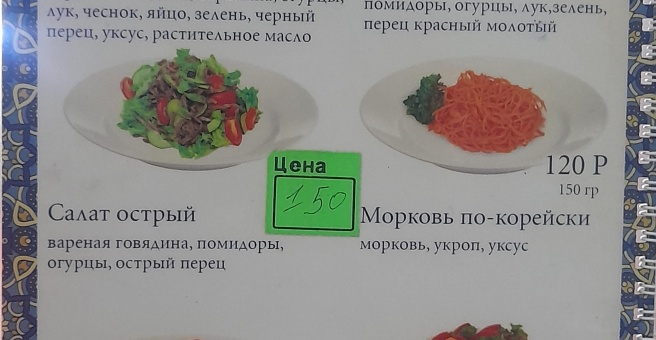 лук, чеснок, яйцо, зелень, черный
перец, уксус, растительное масло
помидоры, огурцы, лук,зелень,
перец красный молотый
120 Р
150 гр
Цена
150
Салат острый
вареная говядина, помидоры,
огурцы, острый перец
Морковь по-корейски
морковь, укроп, уксус